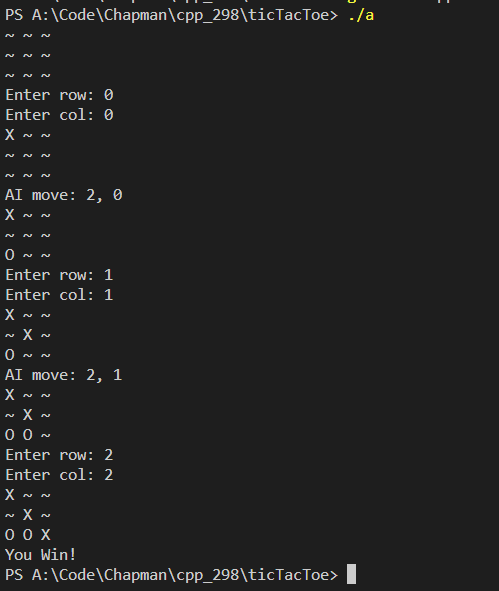 PS A:\Code\Chapman\cpp_298\ticTacToe> ./a
~ ~ ~
~ ~ ~
~ ~ ~
Enter row: 0
Enter col: 0
X ~ ~
~ ~ ~
~ ~ ~
AI move: 2, 0
X ~ ~
~ ~ ~
O ~ ~
Enter row: 1
Enter col: 1
X ~ ~
~ X ~
O ~ ~
AI move: 2, 1
X ~ ~
~ X ~
O O ~
Enter row: 2
Enter col: 2
X ~ ~
~ X ~
O O X
You Win!
PS A:\Code\Chapman\cpp_298\ticTacToe>